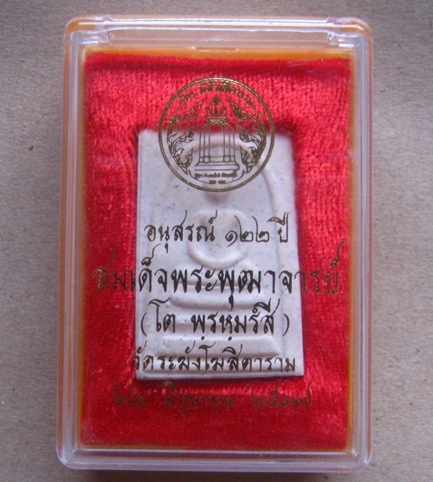 อนุสรณ์ ๑๒๒ ปี
สมเด็จพระพุฒาจารย์
(โต พฺรหฺมรํสี)
วัดระฆังโฆสิตาราม
๒๒ มิถุนายน ๒๕๓๗